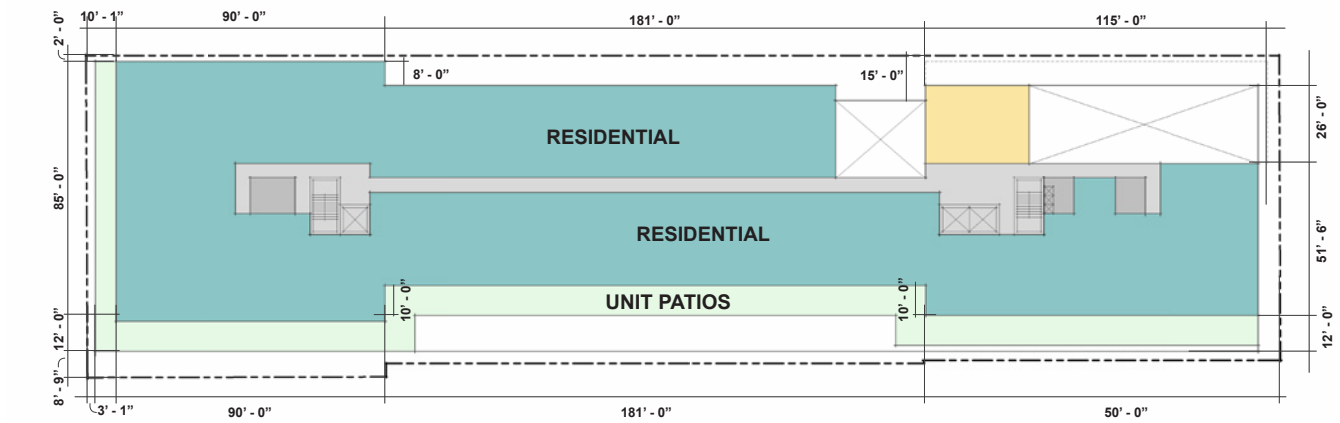 10' - 1”
90' - 0”
181' - 0”
115' - 0”
2' - 0”
8' - 0”
15' - 0”
26' - 0”
RESIDENTIAL
85' - 0”
RESIDENTIAL
51' - 6”
10' - 0”
UNIT PATIOS
10' - 0”
12' - 0”
12' - 0”
8' - 9”
3' - 1”
90' - 0”
181' - 0”
50' - 0”